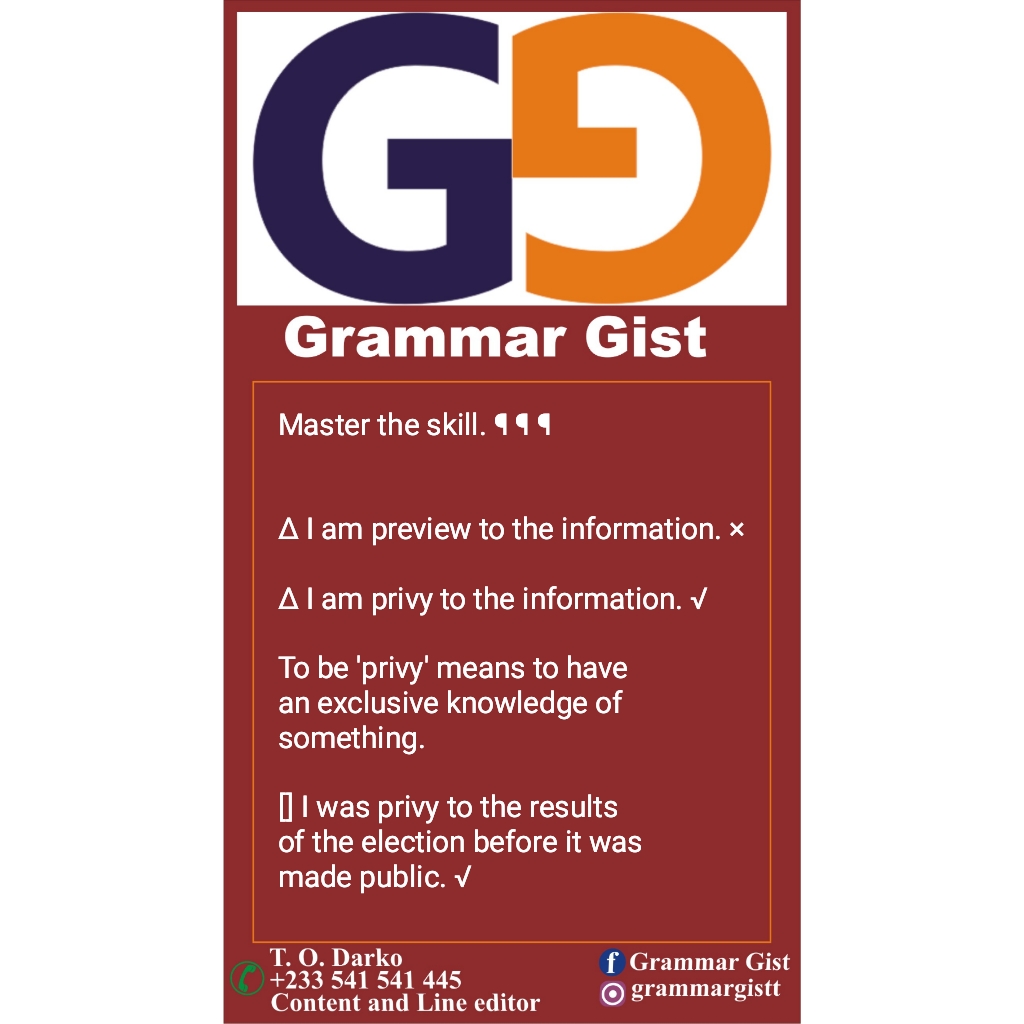 GG
Grammar Gist
Master the skill. ¶ ¶ ¶
Δ I am preview to the information. ×
Δ I am privy to the information. √
To be 'privy' means to have
an exclusive knowledge of
something.
[] I was privy to the results
of the election before it was
made public. √
T. O. Darko
+233 541 541 445
Content and Line editor
f Grammar Gist
grammargistt